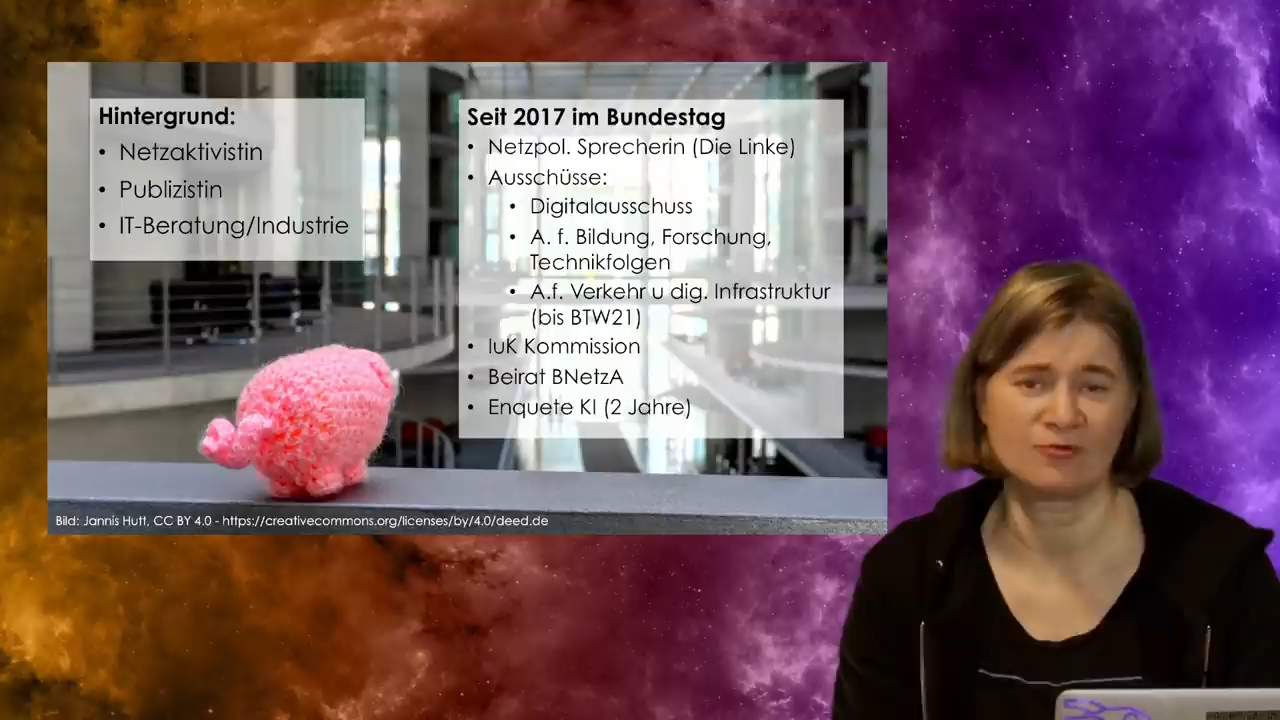 Hintergrund:
• Netzaktivistin
• Publizistin
• IT-Beratung/Industrie
Seit 2017 im Bundestag
• Netzpol. Sprecherin (Die Linke)
• Ausschüsse:
• Digitalausschuss
• A. f. Bildung, Forschung,
Technikfolgen
• A.f. Verkehr u dig. Infrastruktur
(bis BTW21)
• IuK Kommission
• Beirat BNetzA
• Enquete KI (2 Jahre)
Bild: Jannis Hutt, CC BY 4.0 - https://creativecommons.org/licenses/by/4.0/deed.de